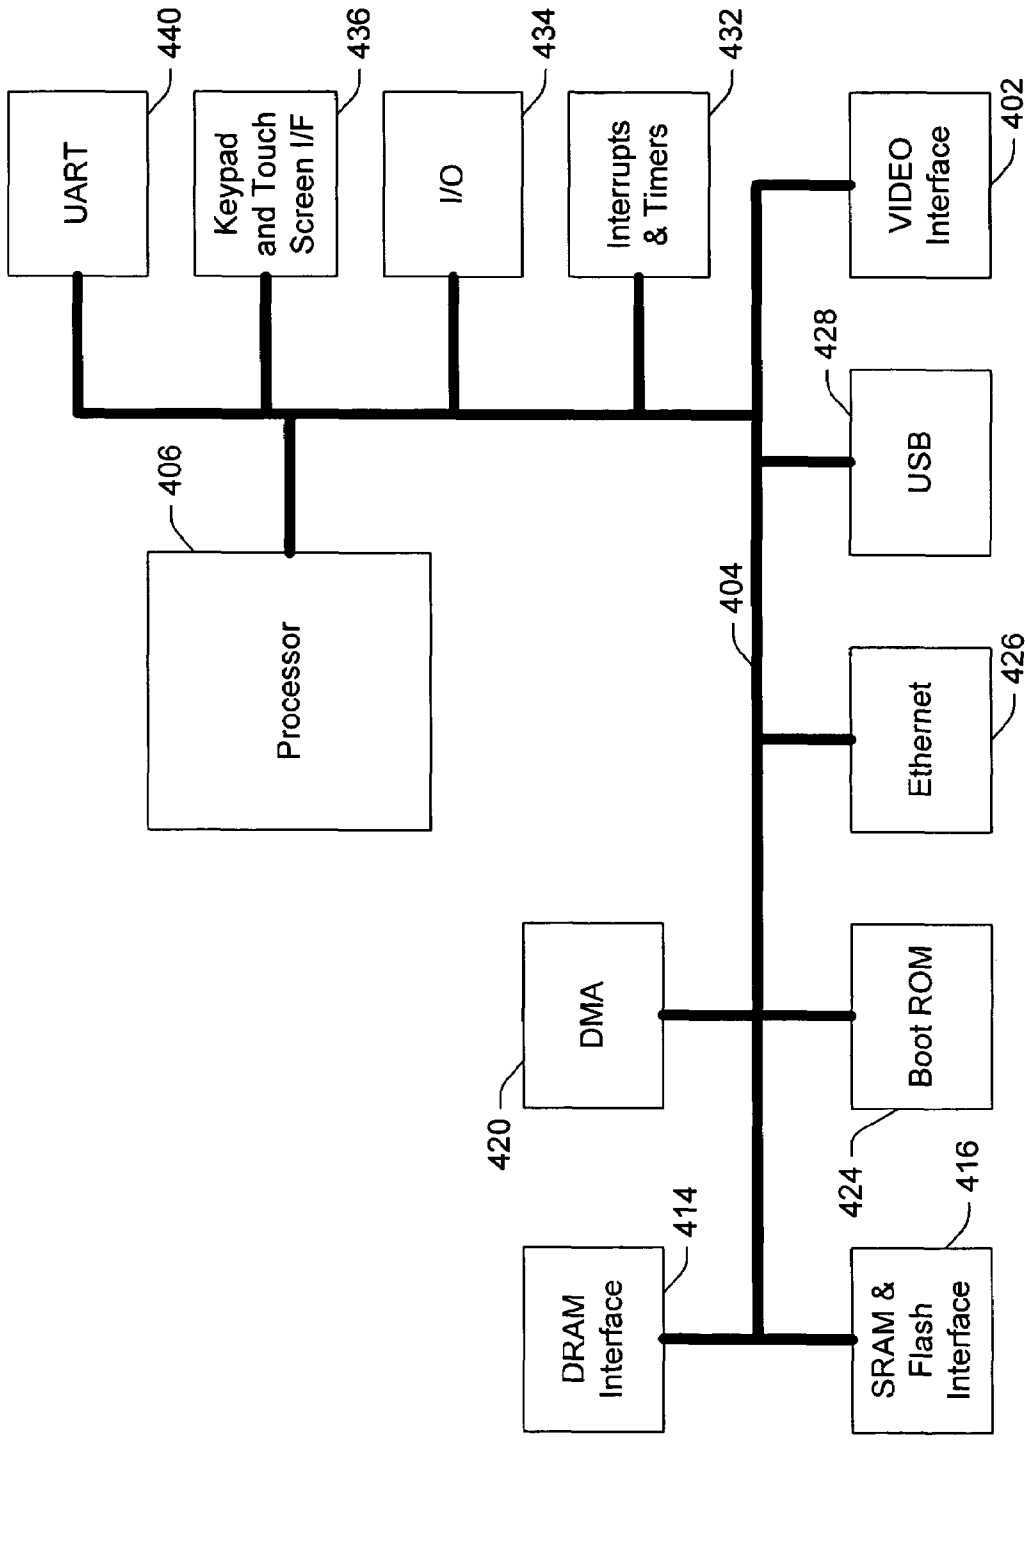 440
UART
436
Keypad
and Touch
Screen I/F
434
I/O
432
Interrupts
& Timers
402
VIDEO
Interface
428
USB
406
Processor
404
426
Ethernet
420
DMA
424
Boot ROM
414
DRAM
Interface
416
SRAM &
Flash
Interface